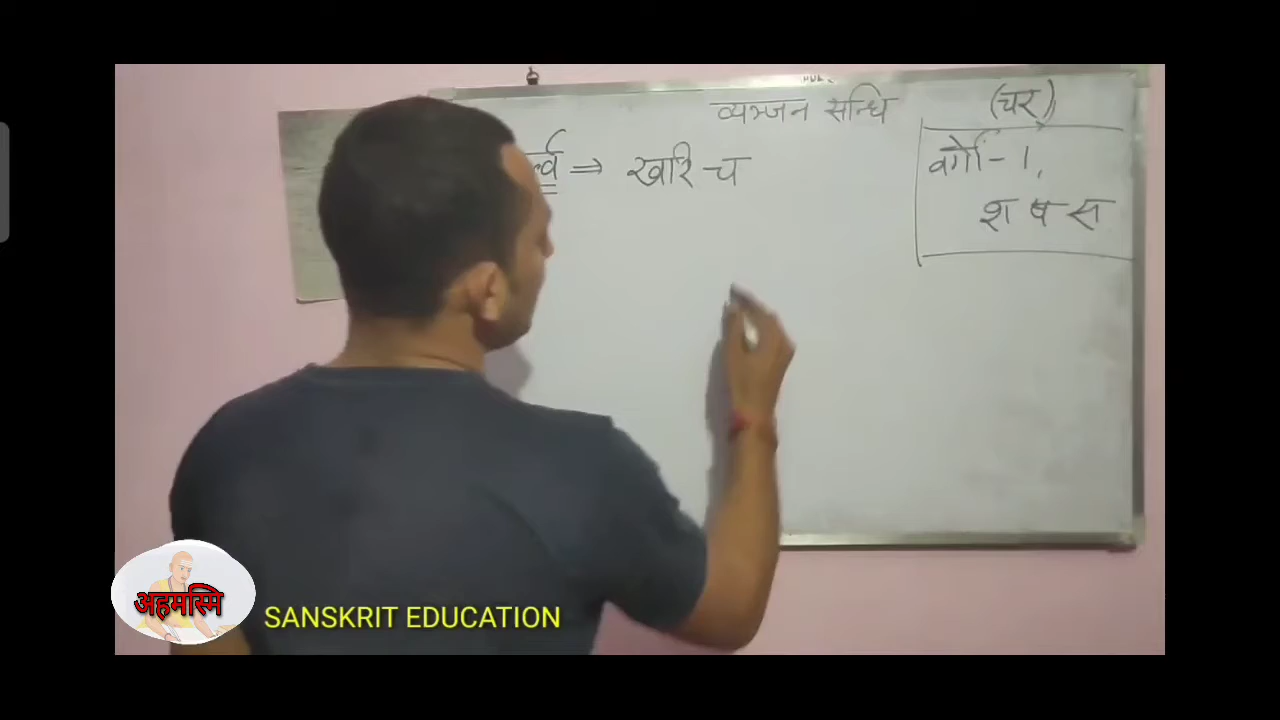 व्यञ्जन सन्धि
(चर्)
⇒ खरि च
वर्गो - 1,
श ष स
अहमस्मि
SANSKRIT EDUCATION